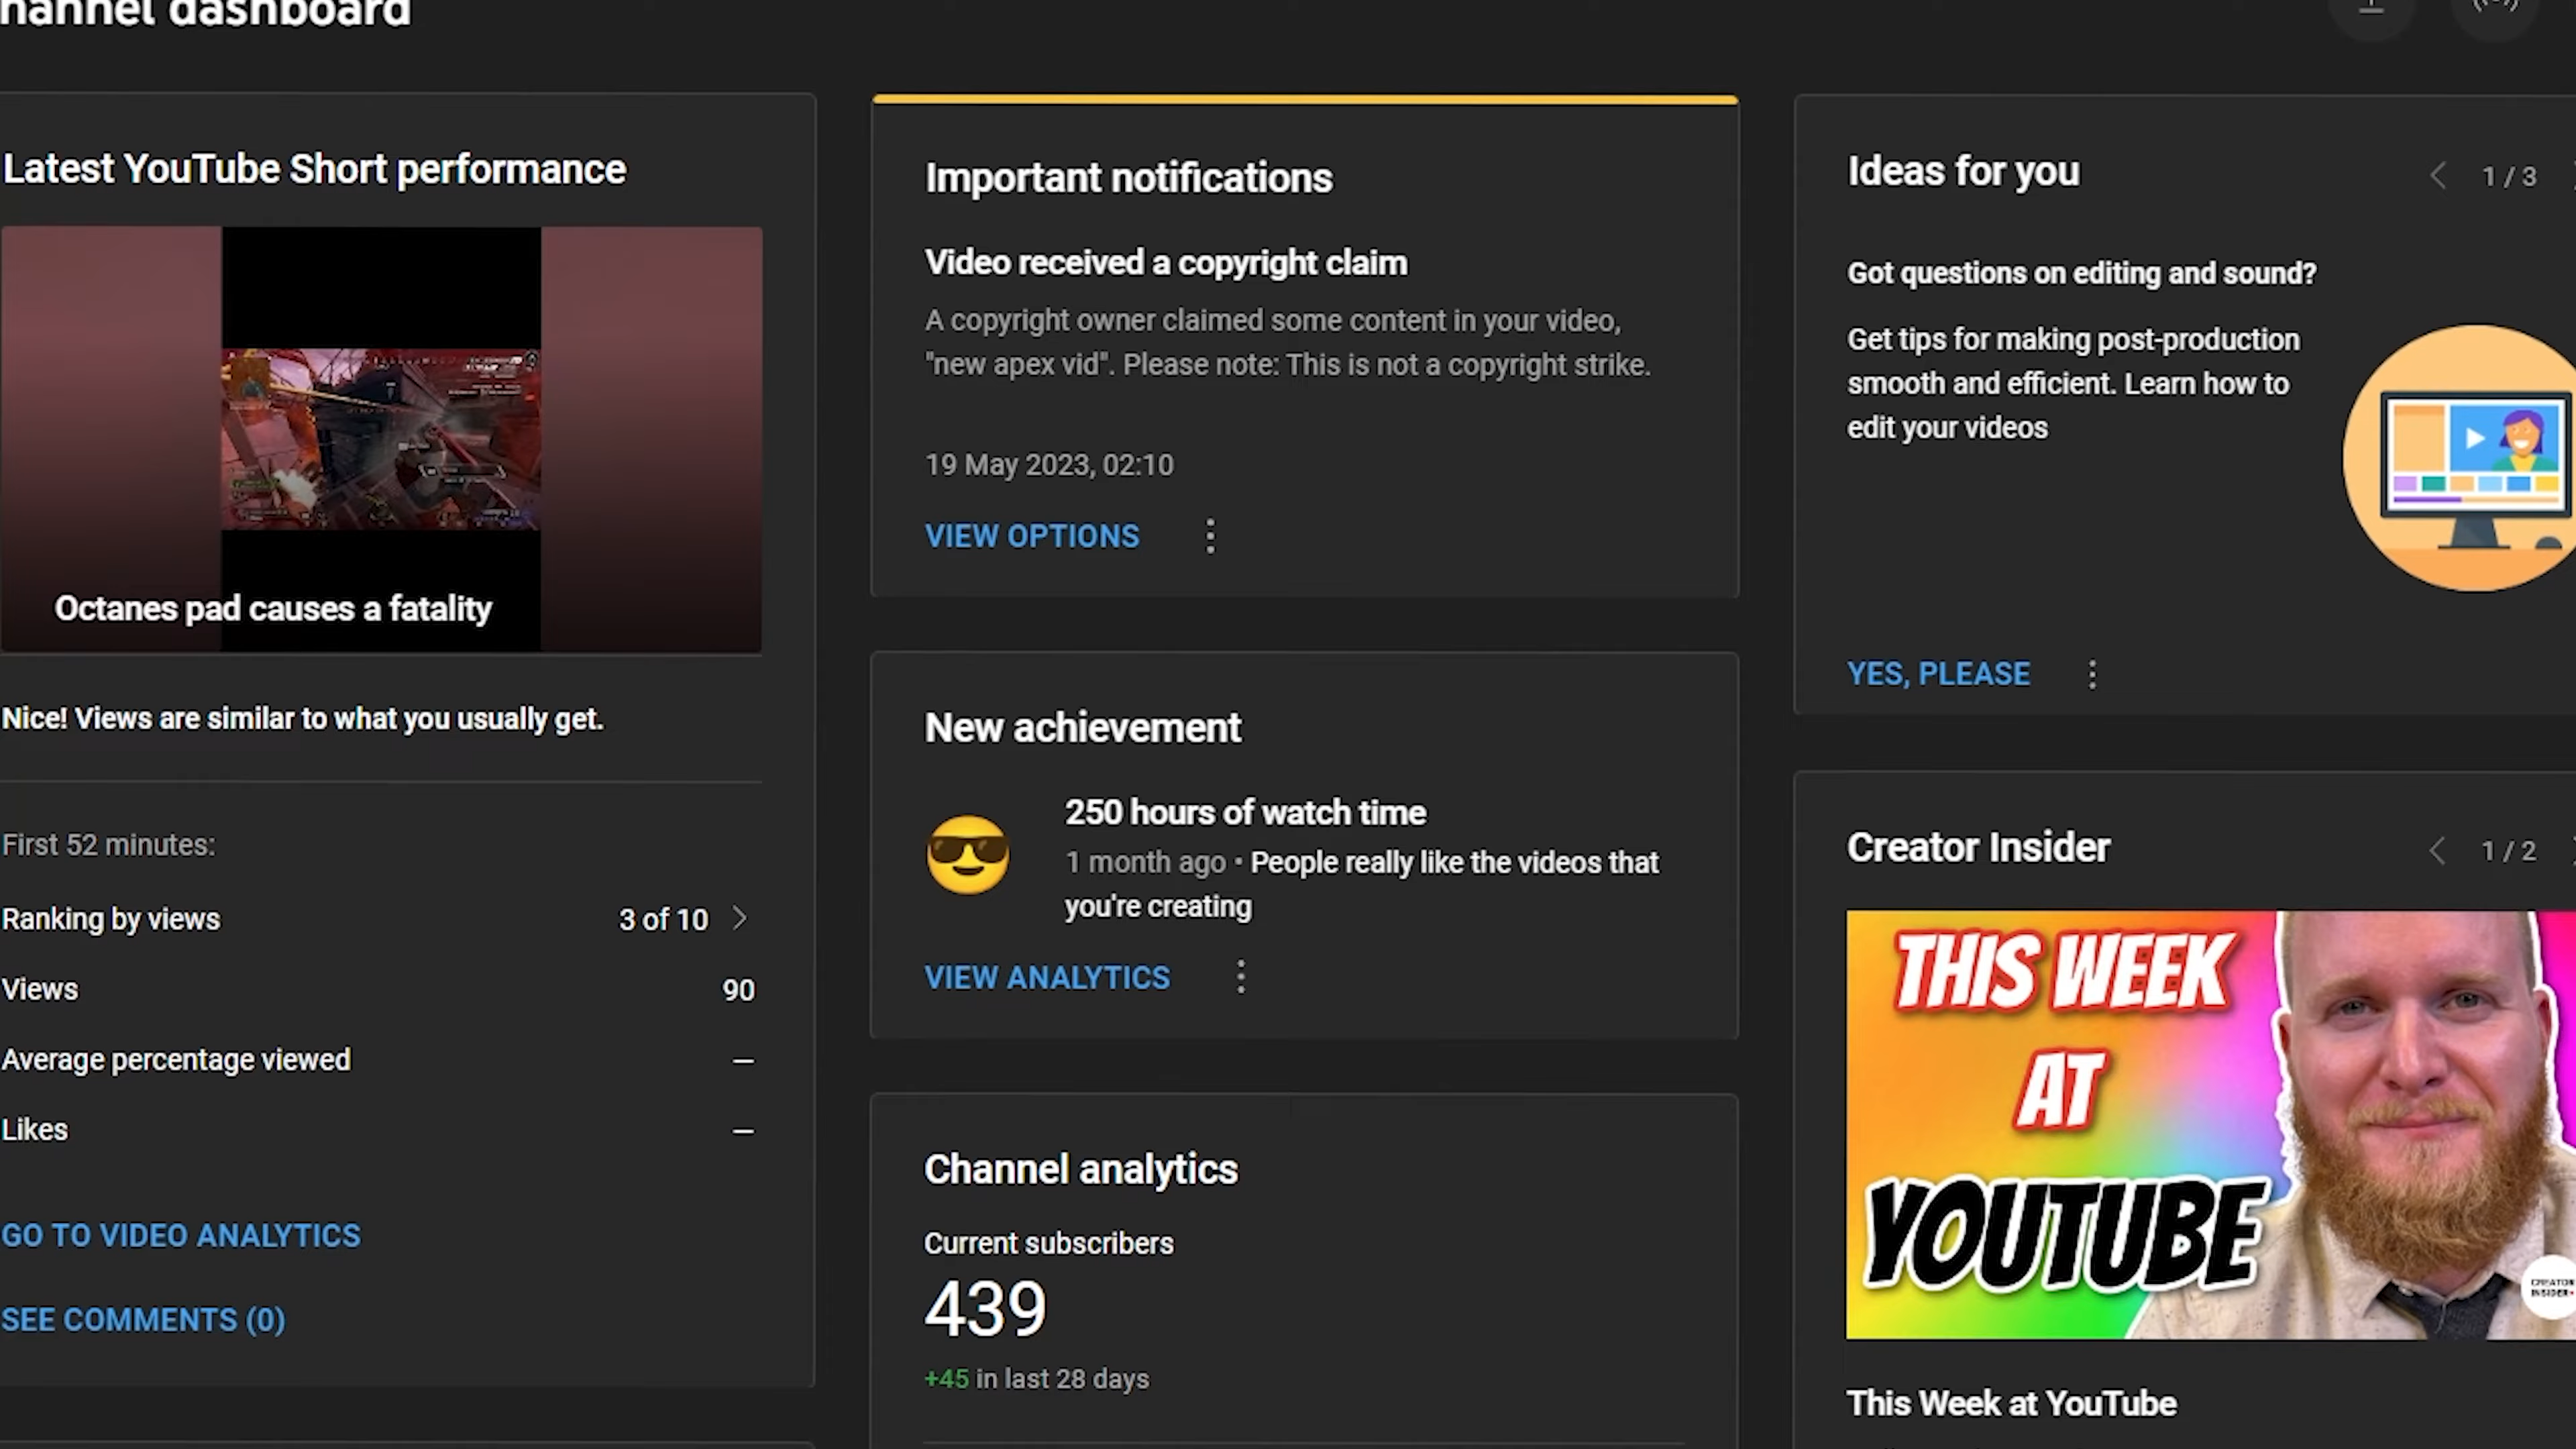 hannel dashboard
Latest YouTube Short performance
Octanes pad causes a fatality
Nice! Views are similar to what you usually get.
First 52 minutes:
Ranking by views 3 of 10
Views 90
Average percentage viewed —
Likes —
GO TO VIDEO ANALYTICS
SEE COMMENTS (0)
Important notifications
Video received a copyright claim
A copyright owner claimed some content in your video,
"new apex vid". Please note: This is not a copyright strike.
19 May 2023, 02:10
VIEW OPTIONS
New achievement
250 hours of watch time
1 month ago • People really like the videos that
you're creating
VIEW ANALYTICS
Channel analytics
Current subscribers
439
+45 in last 28 days
Ideas for you 1 / 3
Got questions on editing and sound?
Get tips for making post-production
smooth and efficient. Learn how to
edit your videos
YES, PLEASE
Creator Insider 1 / 2
THIS WEEK
AT
YOUTUBE
CREATOR
INSIDER
This Week at YouTube